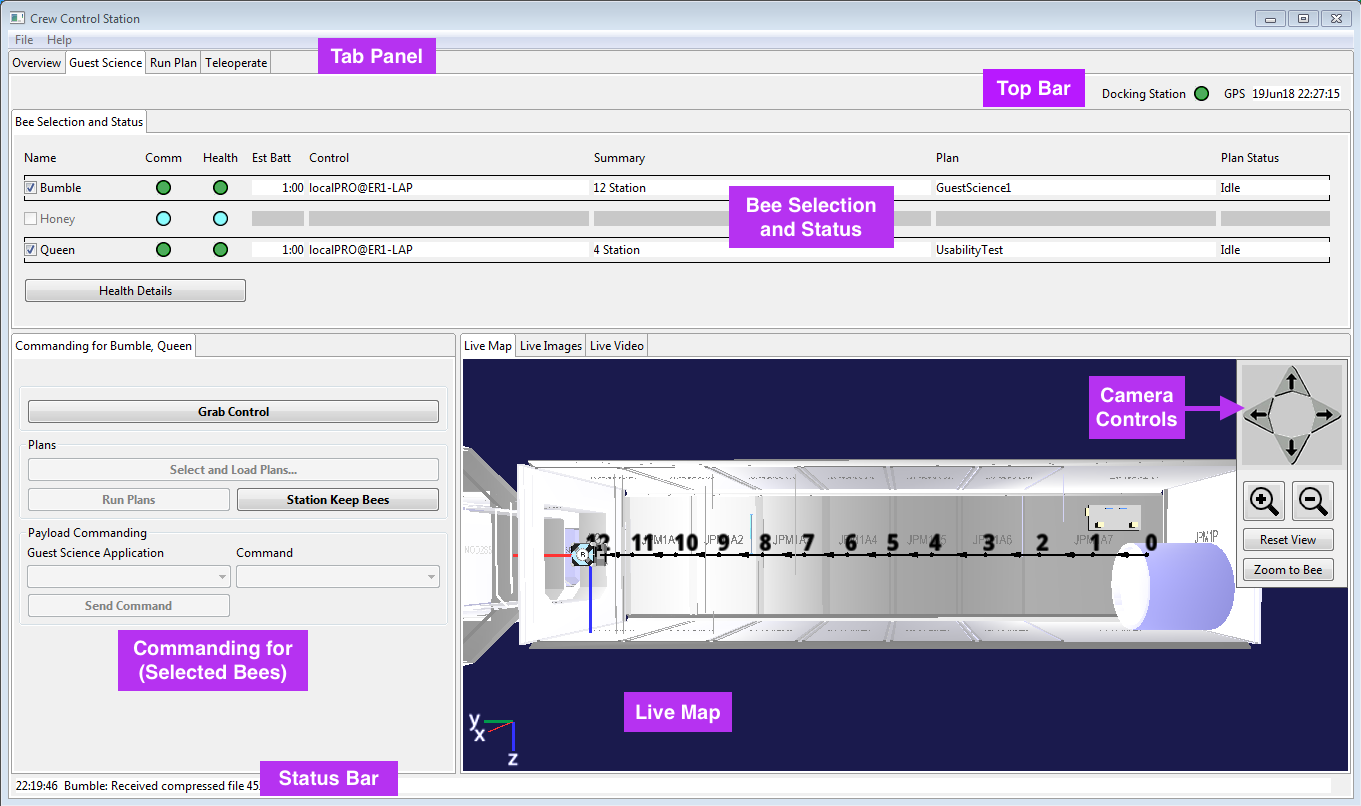 Crew Control Station
File Help
Overview Guest Science Run Plan Teleoperate
Tab Panel
Top Bar
Docking Station GPS 19Jun18 22:27:15
Bee Selection and Status
Name Comm Health Est Batt Control Summary Plan Plan Status
Bumble 1:00 localPRO@ER1-LAP 12 Station GuestScience1 Idle
Honey
Queen 1:00 localPRO@ER1-LAP 4 Station UsabilityTest Idle
Bee Selection
and Status
Health Details
Commanding for Bumble, Queen
Grab Control
Plans
Select and Load Plans...
Run Plans Station Keep Bees
Payload Commanding
Guest Science Application Command
Send Command
Commanding for
(Selected Bees)
Live Map Live Images Live Video
Camera
Controls
Reset View
Zoom to Bee
12 11 10 9 8 7 6 5 4 3 2 1 0
JPM1A4 JPM1A6 JPM1A7
Live Map
y
x
z
22:19:46 Bumble: Received compressed file 45
Status Bar